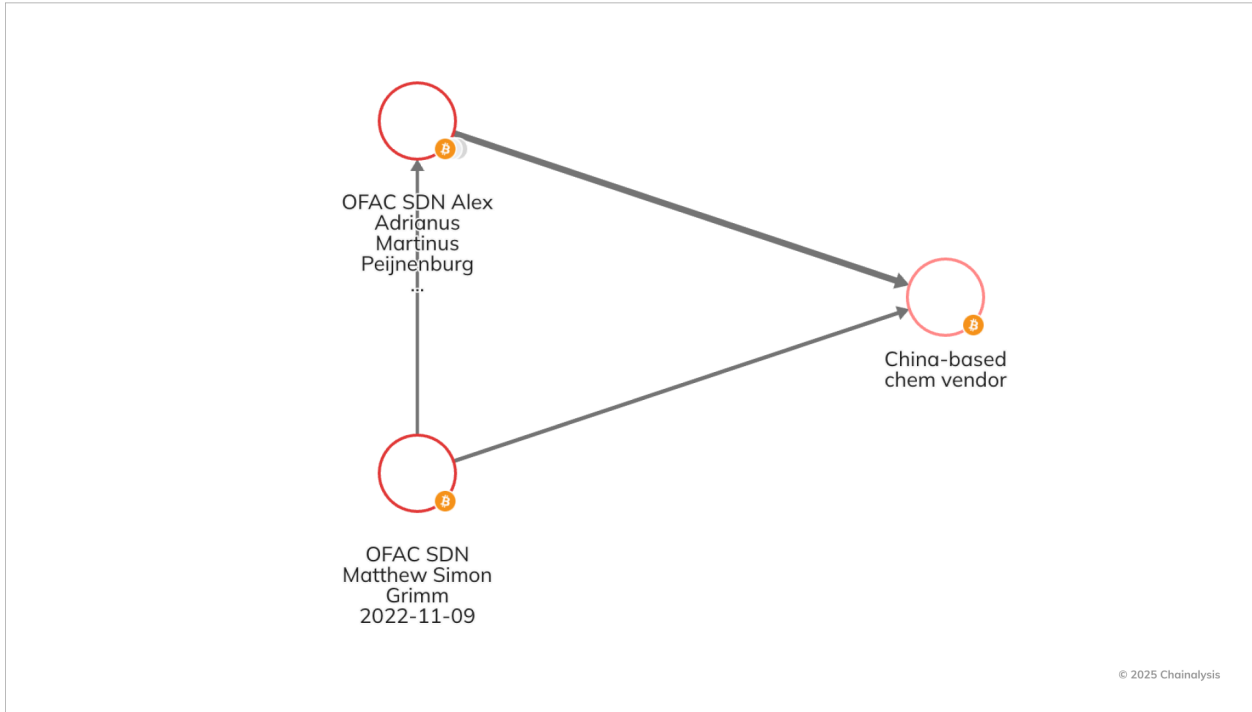 OFAC SDN Alex
Adrianus
Martinus
Peijnenburg
...
China-based
chem vendor
OFAC SDN
Matthew Simon
Grimm
2022-11-09
© 2025 Chainalysis